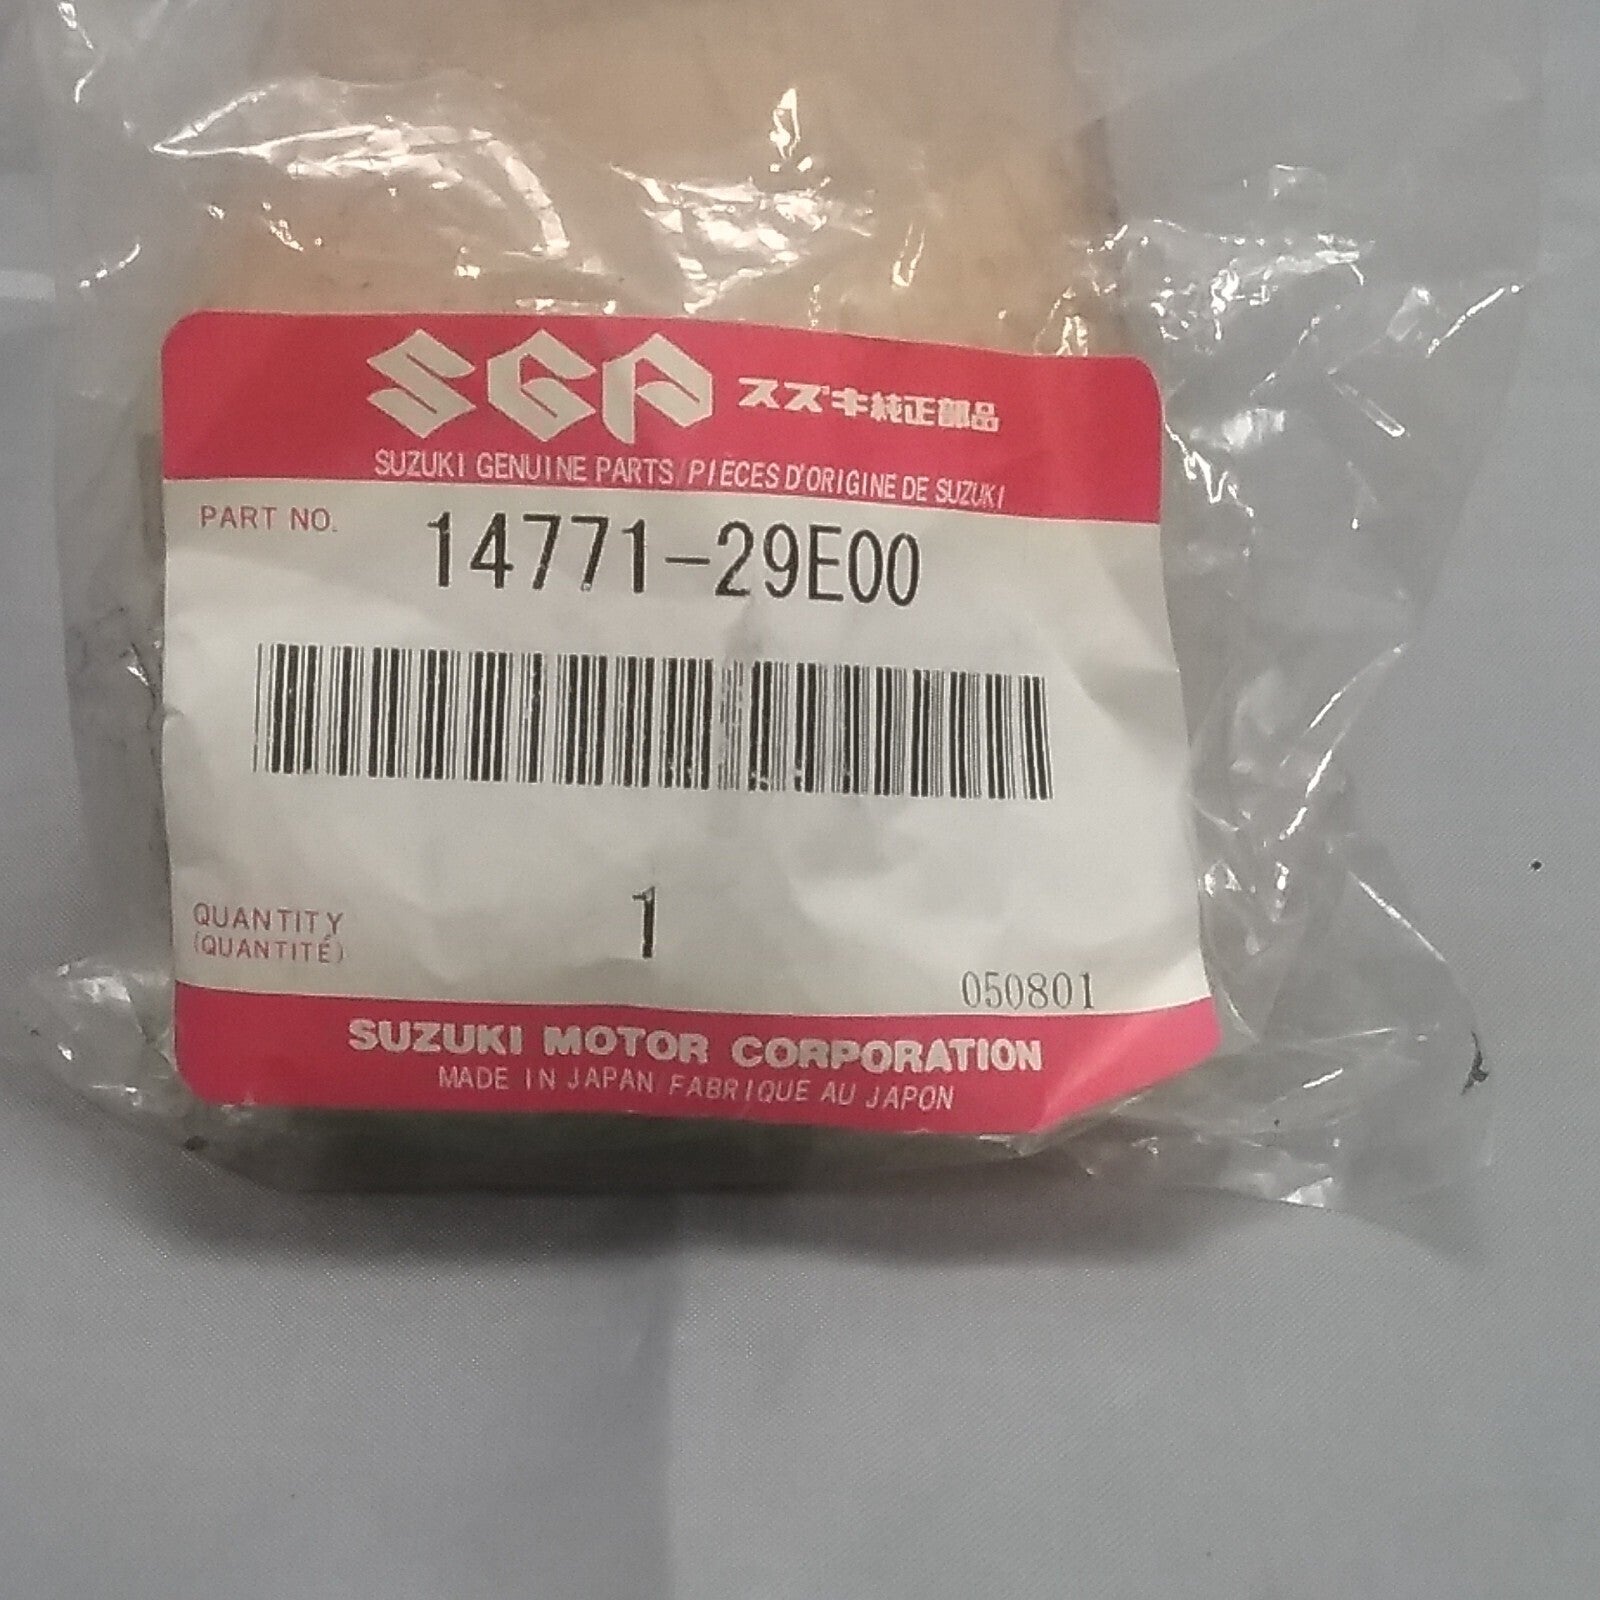 SGP スズキ純正部品
SUZUKI GENUINE PARTS/PIÈCES D'ORIGINE DE SUZUKI
PART NO. 14771-29E00
QUANTITY 1
(QUANTITÉ)
050801
SUZUKI MOTOR CORPORATION
MADE IN JAPAN/FABRIQUE AU JAPON